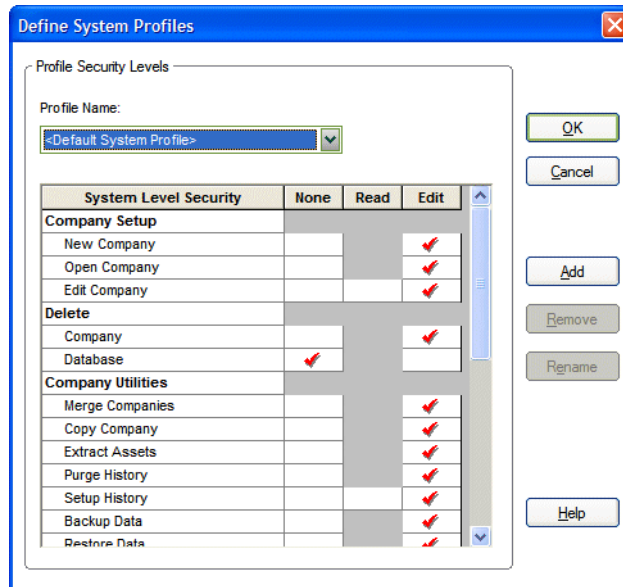 Define System Profiles
Profile Security Levels
Profile Name:
<Default System Profile>
OK
Cancel
System Level Security None Read Edit
Company Setup
New Company
Open Company
Edit Company
Add
Delete
Company
Remove
Database
Rename
Company Utilities
Merge Companies
Copy Company
Extract Assets
Purge History
Setup History
Help
Backup Data
Restore Data